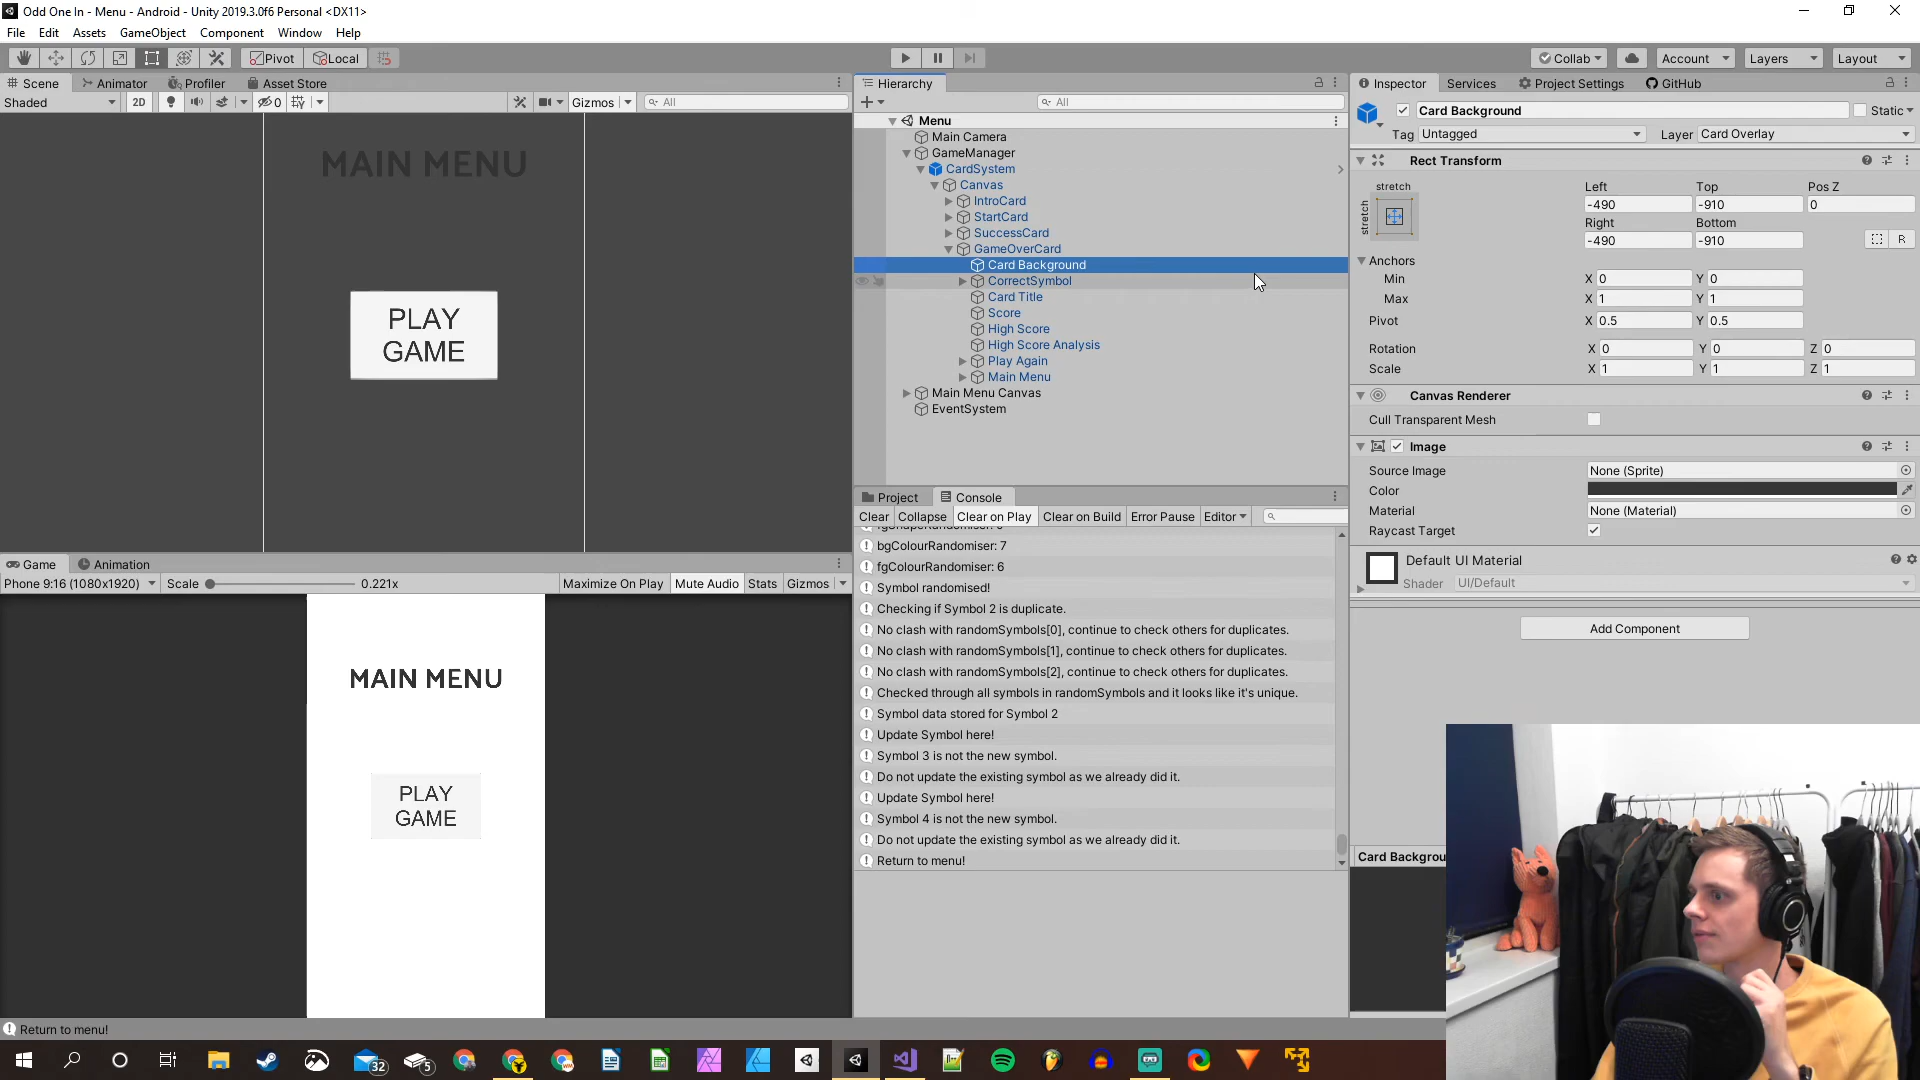 Odd One In - Menu - Android - Unity 2019.3.0f6 Personal <DX11>
File Edit Assets GameObject Component Window Help
Pivot Local Collab Account Layers Layout
Scene Animator Profiler Asset Store
Shaded 2D 0 Gizmos All
MAIN MENU
PLAY
GAME
Hierarchy
All
Menu
Main Camera
GameManager
CardSystem
Canvas
IntroCard
StartCard
SuccessCard
GameOverCard
Card Background
CorrectSymbol
Card Title
Score
High Score
High Score Analysis
Play Again
Main Menu
Main Menu Canvas
EventSystem
Inspector Services Project Settings GitHub
Card Background Static
Tag Untagged Layer Card Overlay
Rect Transform
stretch Left Top Pos Z
stretch -490 -910 0
Right Bottom
-490 -910 R
Anchors
Min X 0 Y 0
Max X 1 Y 1
Pivot X 0.5 Y 0.5
Rotation X 0 Y 0 Z 0
Scale X 1 Y 1 Z 1
Canvas Renderer
Cull Transparent Mesh
Image
Source Image None (Sprite)
Color
Material None (Material)
Raycast Target
Default UI Material
Shader UI/Default
Add Component
Card Backgrou
Game Animation
Phone 9:16 (1080x1920) Scale 0.221x Maximize On Play Mute Audio Stats Gizmos
MAIN MENU
PLAY
GAME
Project Console
Clear Collapse Clear on Play Clear on Build Error Pause Editor
bgColourRandomiser: 7
fgColourRandomiser: 6
Symbol randomised!
Checking if Symbol 2 is duplicate.
No clash with randomSymbols[0], continue to check others for duplicates.
No clash with randomSymbols[1], continue to check others for duplicates.
No clash with randomSymbols[2], continue to check others for duplicates.
Checked through all symbols in randomSymbols and it looks like it's unique.
Symbol data stored for Symbol 2
Update Symbol here!
Symbol 3 is not the new symbol.
Do not update the existing symbol as we already did it.
Update Symbol here!
Symbol 4 is not the new symbol.
Do not update the existing symbol as we already did it.
Return to menu!
Return to menu!
32 5